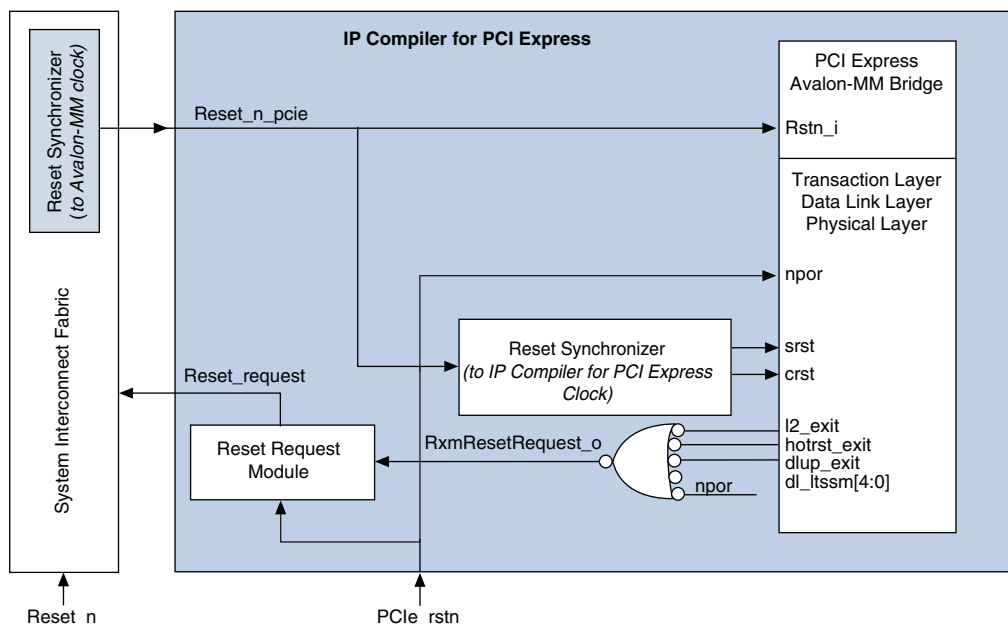 IP Compiler for PCI Express
Reset Synchronizer
(to Avalon-MM clock)
System Interconnect Fabric
Reset_n_pcie
PCI Express
Avalon-MM Bridge
Rstn_i
Transaction Layer
Data Link Layer
Physical Layer
npor
Reset Synchronizer
(to IP Compiler for PCI Express
Clock)
srst
crst
Reset_request
Reset Request
Module
RxmResetRequest_o
l2_exit
hotrst_exit
dlup_exit
dl_ltssm[4:0]
npor
Reset_n
PCIe_rstn